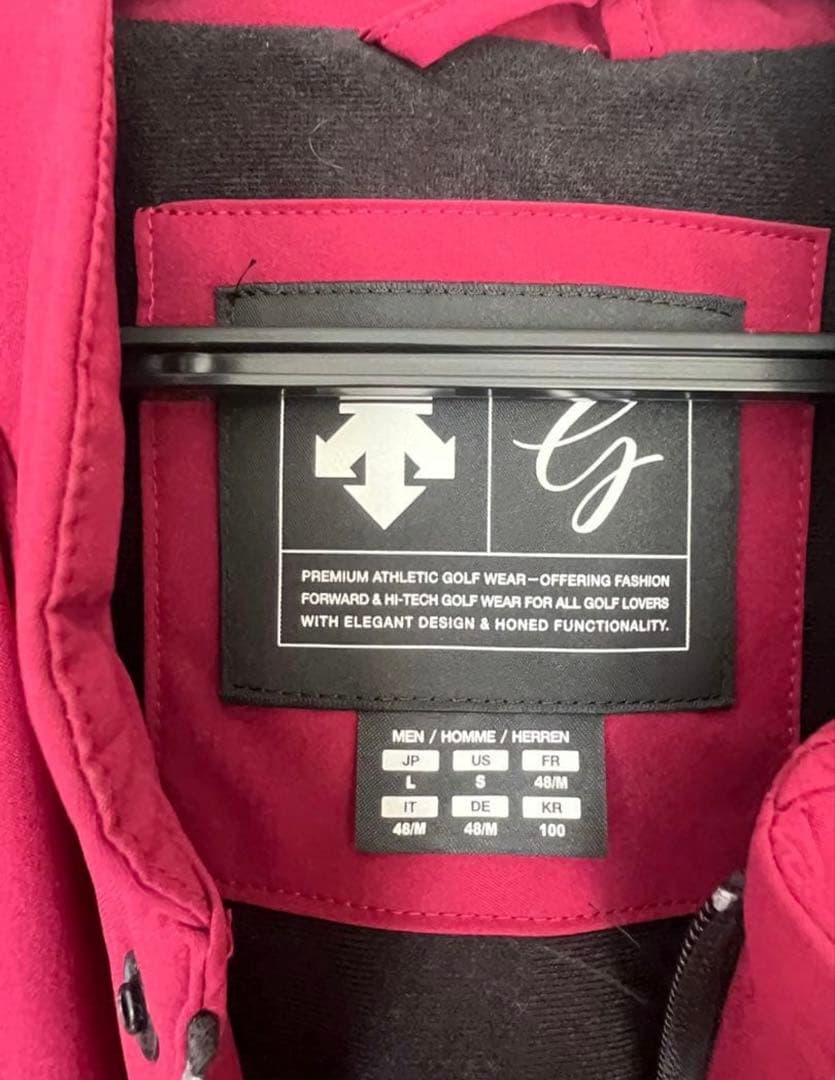 G
PREMIUM ATHLETIC GOLF WEAR—OFFERING FASHION
FORWARD & HI-TECH GOLF WEAR FOR ALL GOLF LOVERS
WITH ELEGANT DESIGN & HONED FUNCTIONALITY.
MEN / HOMME / HERREN
JP US FR
L S 48/M
IT DE KR
48/M 48/M 100